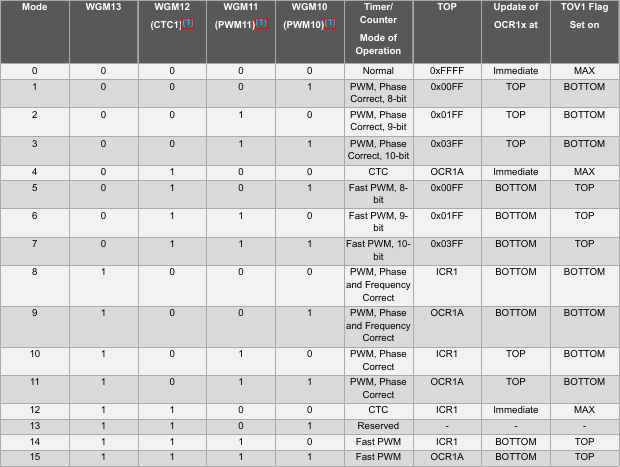 Mode WGM13 WGM12 (CTC1)[1] WGM11 (PWM11)[1] WGM10 (PWM10)[1] Timer/ Counter Mode of Operation TOP Update of OCR1x at TOV1 Flag Set on
0 0 0 0 0 Normal 0xFFFF Immediate MAX
1 0 0 0 1 PWM, Phase Correct, 8-bit 0x00FF TOP BOTTOM
2 0 0 1 0 PWM, Phase Correct, 9-bit 0x01FF TOP BOTTOM
3 0 0 1 1 PWM, Phase Correct, 10-bit 0x03FF TOP BOTTOM
4 0 1 0 0 CTC OCR1A Immediate MAX
5 0 1 0 1 Fast PWM, 8-bit 0x00FF BOTTOM TOP
6 0 1 1 0 Fast PWM, 9-bit 0x01FF BOTTOM TOP
7 0 1 1 1 Fast PWM, 10-bit 0x03FF BOTTOM TOP
8 1 0 0 0 PWM, Phase and Frequency Correct ICR1 BOTTOM BOTTOM
9 1 0 0 1 PWM, Phase and Frequency Correct OCR1A BOTTOM BOTTOM
10 1 0 1 0 PWM, Phase Correct ICR1 TOP BOTTOM
11 1 0 1 1 PWM, Phase Correct OCR1A TOP BOTTOM
12 1 1 0 0 CTC ICR1 Immediate MAX
13 1 1 0 1 Reserved - - -
14 1 1 1 0 Fast PWM ICR1 BOTTOM TOP
15 1 1 1 1 Fast PWM OCR1A BOTTOM TOP